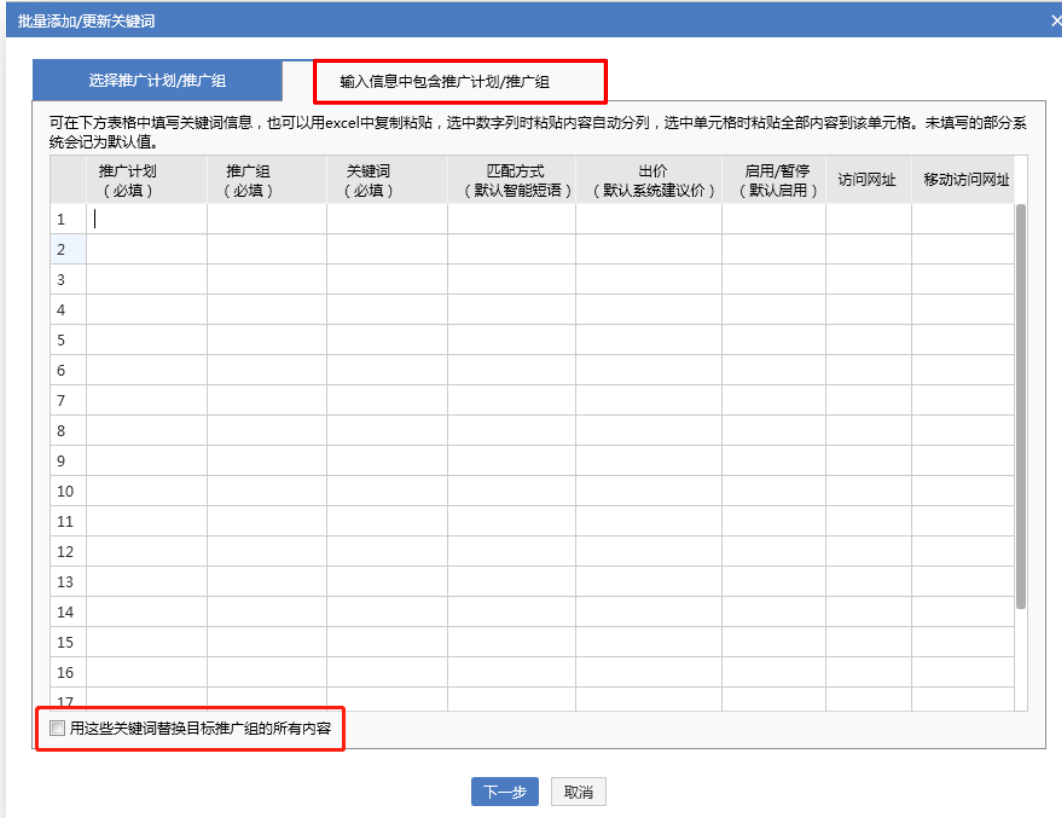 批量添加/更新关键词
选择推广计划/推广组
输入信息中包含推广计划/推广组
可在下方表格中填写关键词信息，也可以用excel中复制粘贴，选中数字列时粘贴内容自动分列，选中单元格时粘贴全部内容到该单元格。未填写的部分系
统会记为默认值。
推广计划 推广组 关键词 匹配方式 出价 启用/暂停 访问网址 移动访问网址
（必填） （必填） （必填） （默认智能短语） （默认系统建议价） （默认启用）
1
2
3
4
5
6
7
8
9
10
11
12
13
14
15
16
17
用这些关键词替换目标推广组的所有内容
下一步 取消